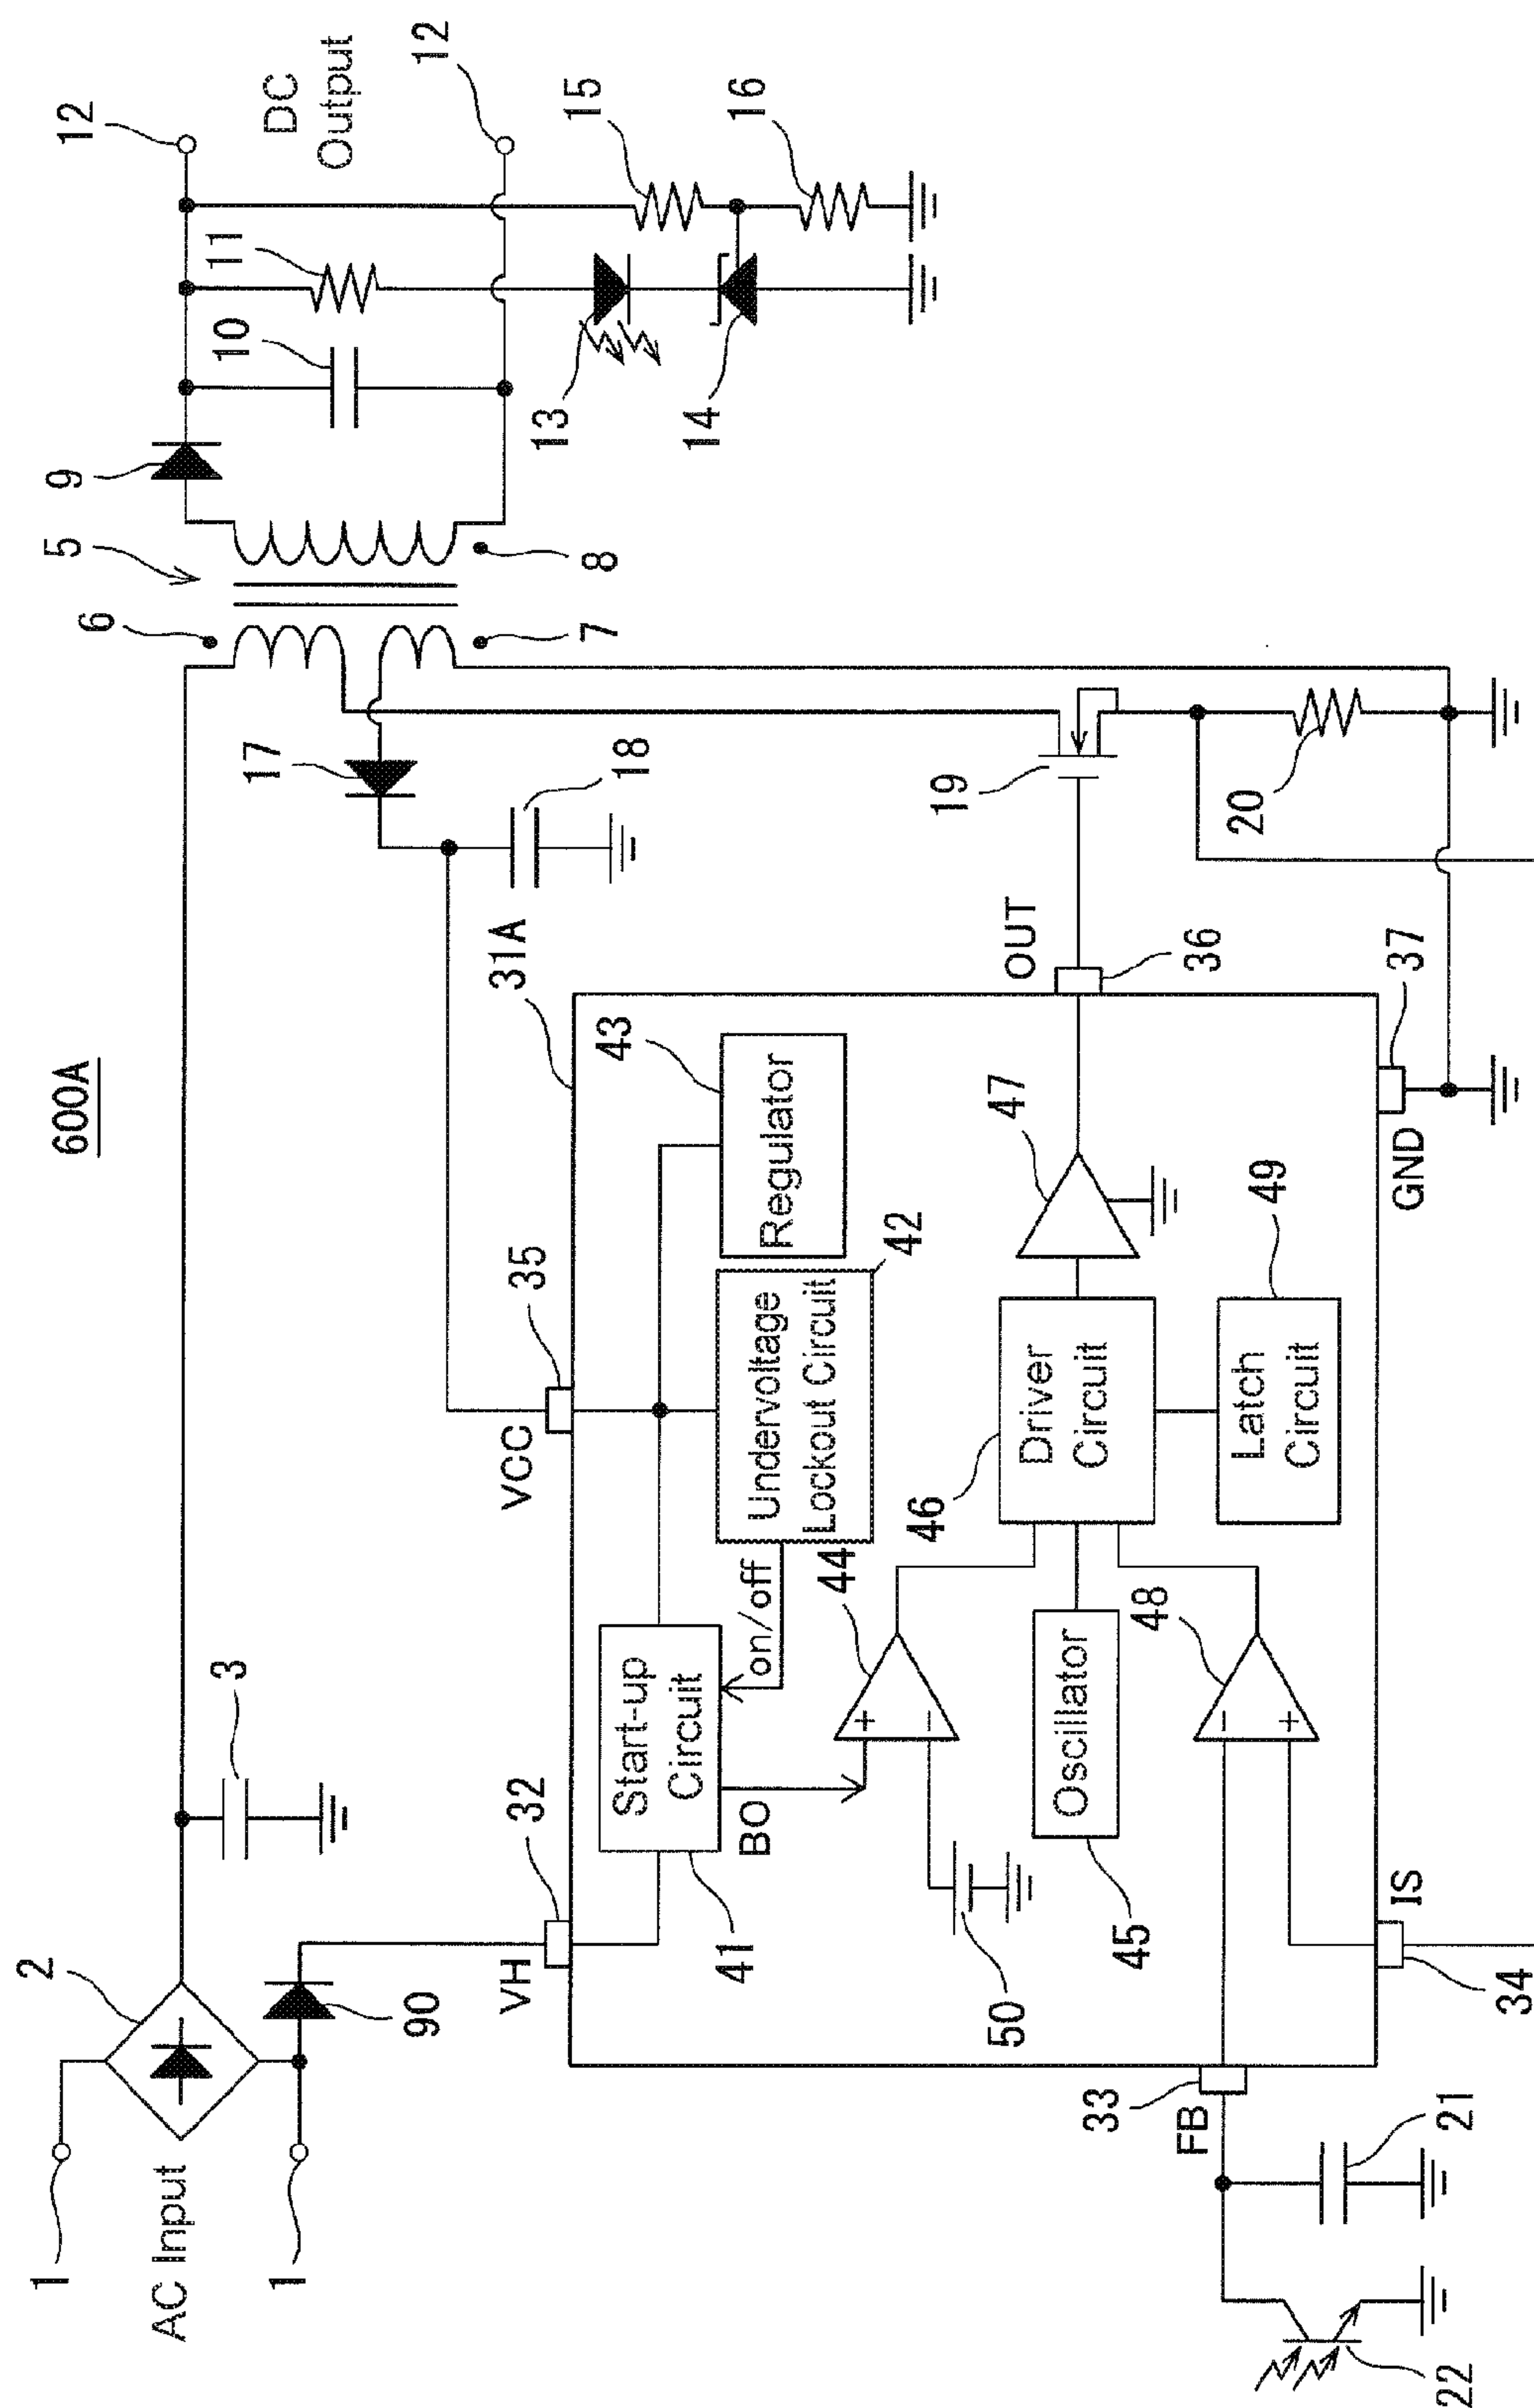 600A
1
AC Input
1
2
90
3
5
6
7
8
9
10
11
12
DC
Output
12
13
14
15
16
17
18
31A
VH
32
VCC
35
Start-up
Circuit
41
BO
on/off
Undervoltage
Lockout Circuit
42
Regulator
43
44
+
−
50
Oscillator
45
46
Driver
Circuit
47
48
−
+
Latch
Circuit
49
OUT
36
19
20
GND
37
33
FB
21
22
IS
34